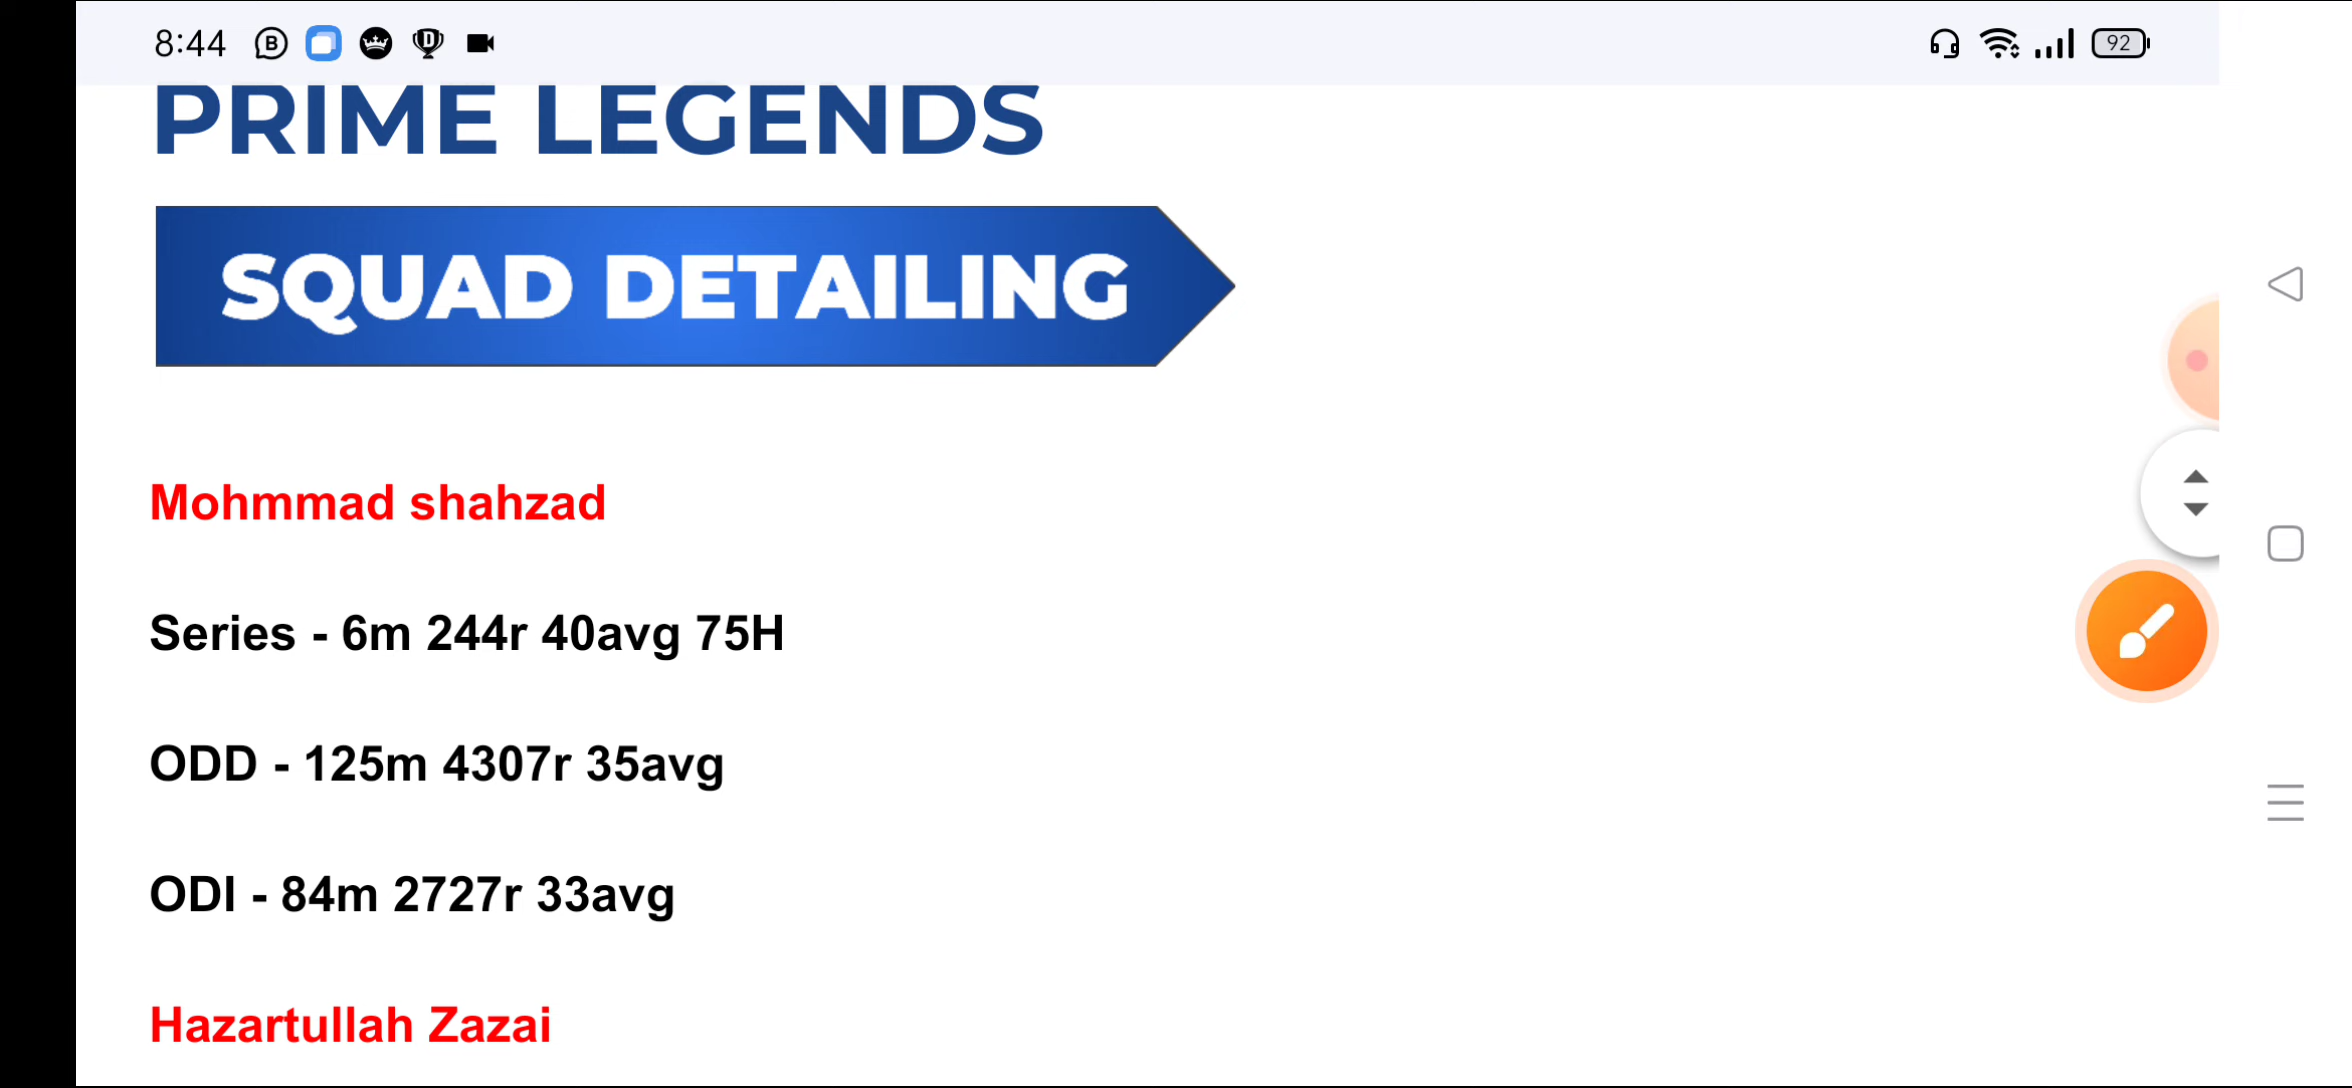 8:44
92
PRIME LEGENDS
SQUAD DETAILING
Mohmmad shahzad
Series - 6m 244r 40avg 75H
ODD - 125m 4307r 35avg
ODI - 84m 2727r 33avg
Hazartullah Zazai